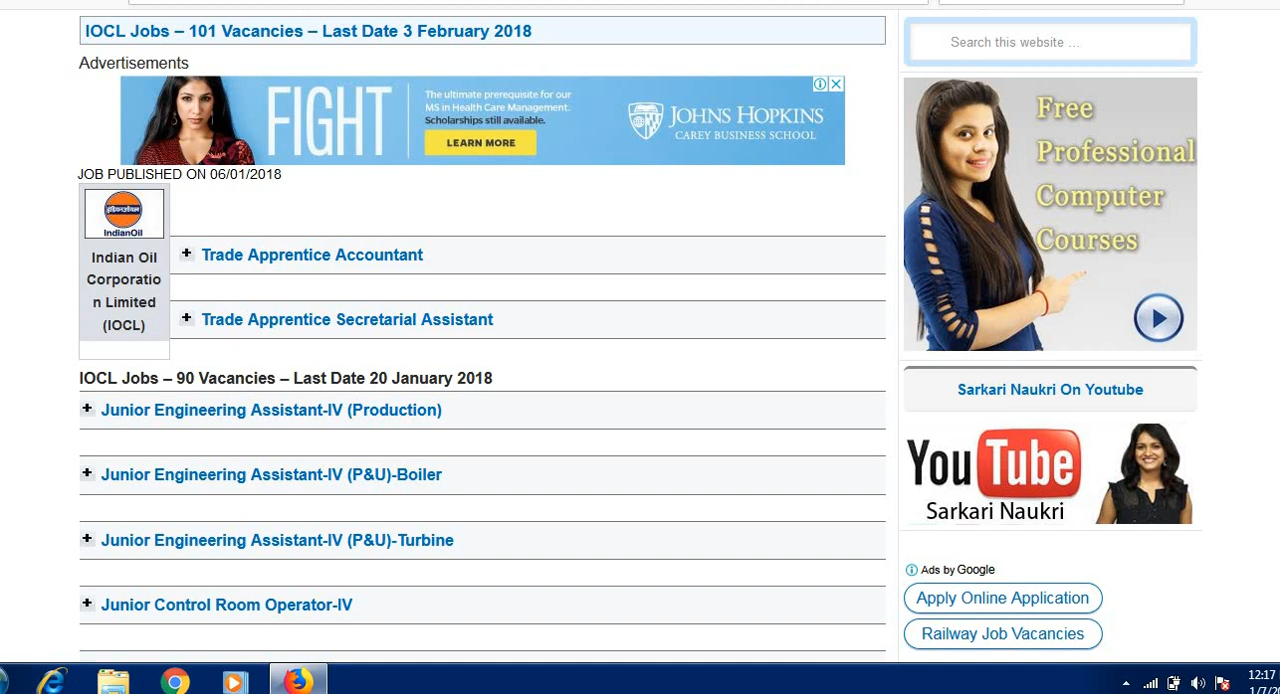 IOCL Jobs – 101 Vacancies – Last Date 3 February 2018
Advertisements
FIGHT
The ultimate prerequisite for our
MS in Health Care Management.
Scholarships still available.
LEARN MORE
JOHNS HOPKINS
CAREY BUSINESS SCHOOL
JOB PUBLISHED ON 06/01/2018
इंडियनऑयल
IndianOil
Indian Oil
Corporatio
n Limited
(IOCL)
+ Trade Apprentice Accountant
+ Trade Apprentice Secretarial Assistant
IOCL Jobs – 90 Vacancies – Last Date 20 January 2018
+ Junior Engineering Assistant-IV (Production)
+ Junior Engineering Assistant-IV (P&U)-Boiler
+ Junior Engineering Assistant-IV (P&U)-Turbine
+ Junior Control Room Operator-IV
Search this website …
Free
Professional
Computer
Courses
Sarkari Naukri On Youtube
YouTube
Sarkari Naukri
Ads by Google
Apply Online Application
Railway Job Vacancies
12:17